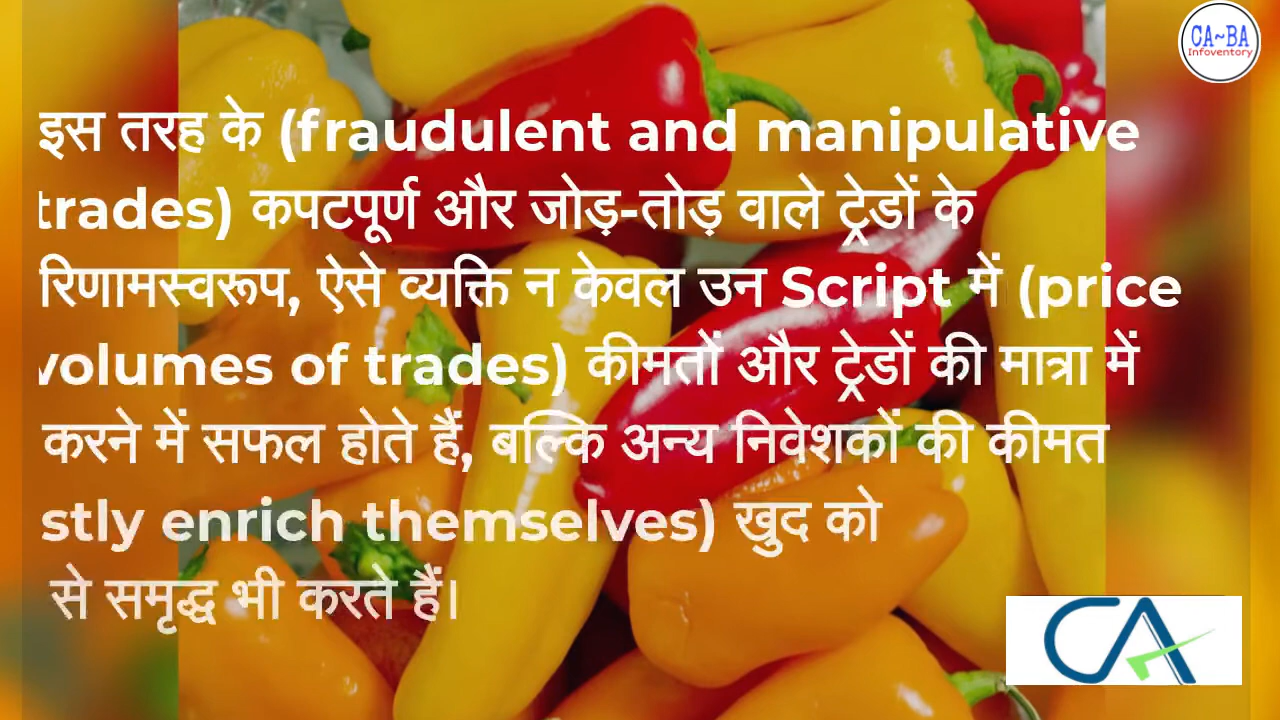 CA~BA
Infoventory
इस तरह के (fraudulent and manipulative
trades) कपटपूर्ण और जोड़-तोड़ वाले ट्रेडों के
रिणामस्वरूप, ऐसे व्यक्ति न केवल उन Script में (price
volumes of trades) कीमतों और ट्रेडों की मात्रा में
करने में सफल होते हैं, बल्कि अन्य निवेशकों की कीमत
stly enrich themselves) खुद को
से समृद्ध भी करते हैं।
CA